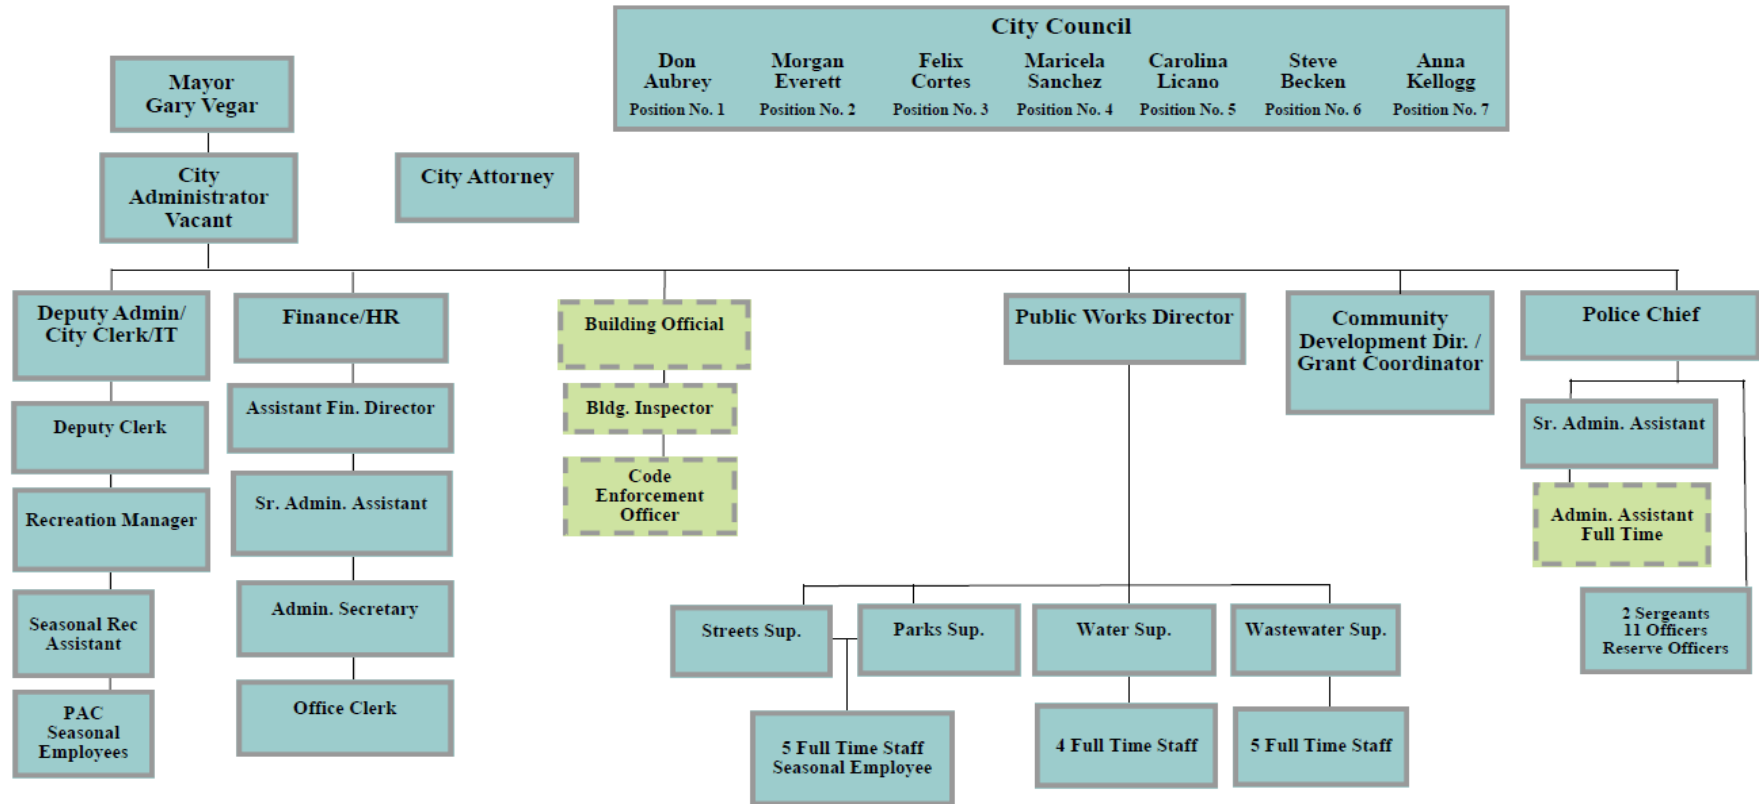 City Council
Don
Aubrey
Position No. 1
Morgan
Everett
Position No. 2
Felix
Cortes
Position No. 3
Maricela
Sanchez
Position No. 4
Carolina
Licano
Position No. 5
Steve
Becken
Position No. 6
Anna
Kellogg
Position No. 7
Mayor
Gary Vegar
City
Administrator
Vacant
City Attorney
Deputy Admin/
City Clerk/IT
Deputy Clerk
Recreation Manager
Seasonal Rec
Assistant
PAC
Seasonal
Employees
Finance/HR
Assistant Fin. Director
Sr. Admin. Assistant
Admin. Secretary
Office Clerk
Building Official
Bldg. Inspector
Code
Enforcement
Officer
Public Works Director
Streets Sup.
Parks Sup.
5 Full Time Staff
Seasonal Employee
Water Sup.
4 Full Time Staff
Wastewater Sup.
5 Full Time Staff
Community
Development Dir. /
Grant Coordinator
Police Chief
Sr. Admin. Assistant
Admin. Assistant
Full Time
2 Sergeants
11 Officers
Reserve Officers